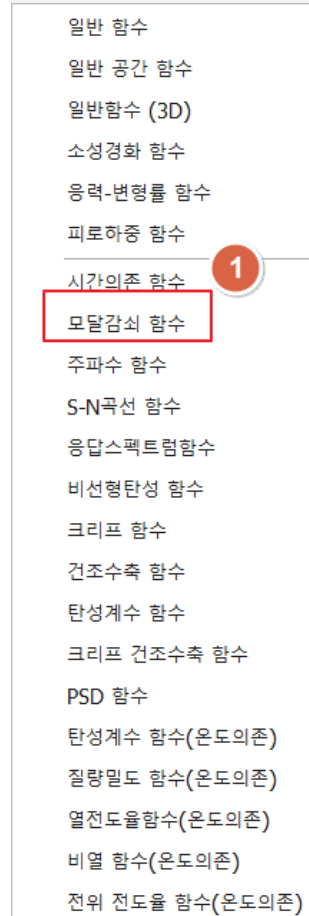 일반 함수
일반 공간 함수
일반함수 (3D)
소성경화 함수
응력-변형률 함수
피로하중 함수
시간의존 함수
1
모달감쇠 함수
주파수 함수
S-N곡선 함수
응답스펙트럼함수
비선형탄성 함수
크리프 함수
건조수축 함수
탄성계수 함수
크리프 건조수축 함수
PSD 함수
탄성계수 함수(온도의존)
질량밀도 함수(온도의존)
열전도율함수(온도의존)
비열 함수(온도의존)
전위 전도율 함수(온도의존)